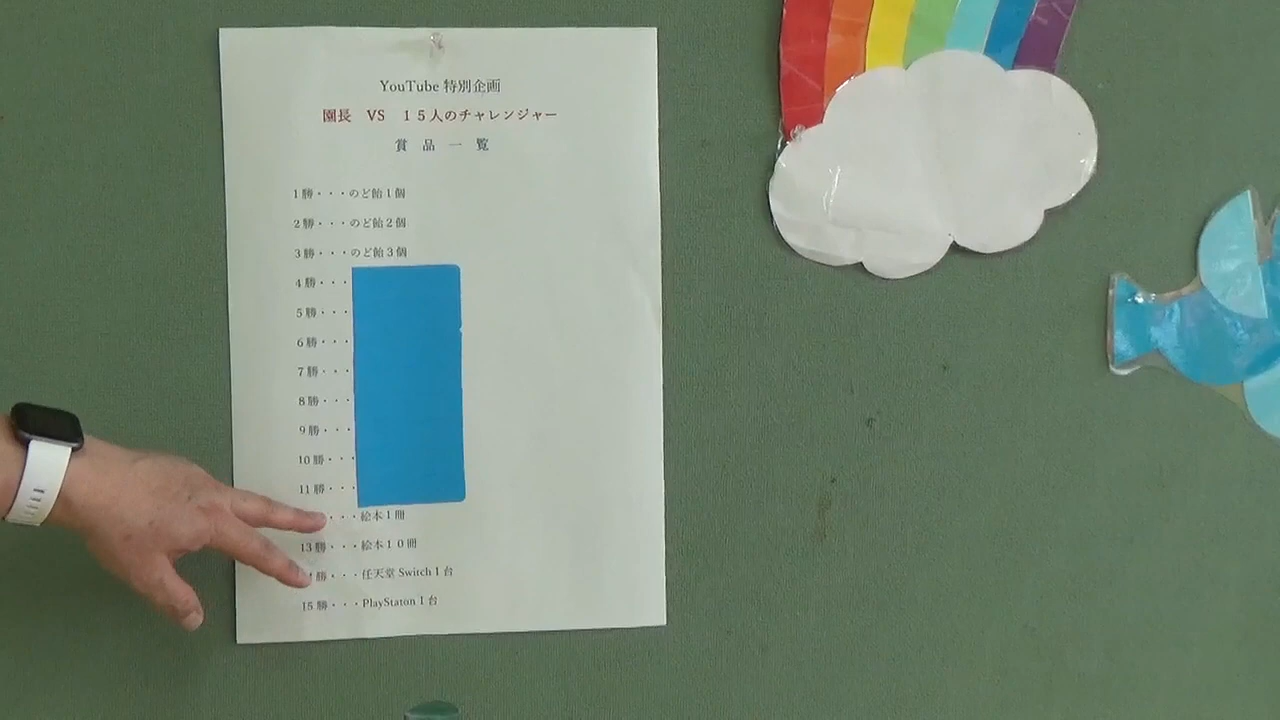 YouTube 特別企画
園長 VS 15人のチャレンジャー
賞品一覧
1勝・・・のど飴1個
2勝・・・のど飴2個
3勝・・・のど飴3個
4勝・・・
5勝・・・
6勝・・・
7勝・・・
8勝・・・
9勝・・・
10勝・・・
11勝・・・
・・・絵本1冊
13勝・・・絵本10冊
勝・・・任天堂 Switch 1台
15勝・・・PlayStaton 1台